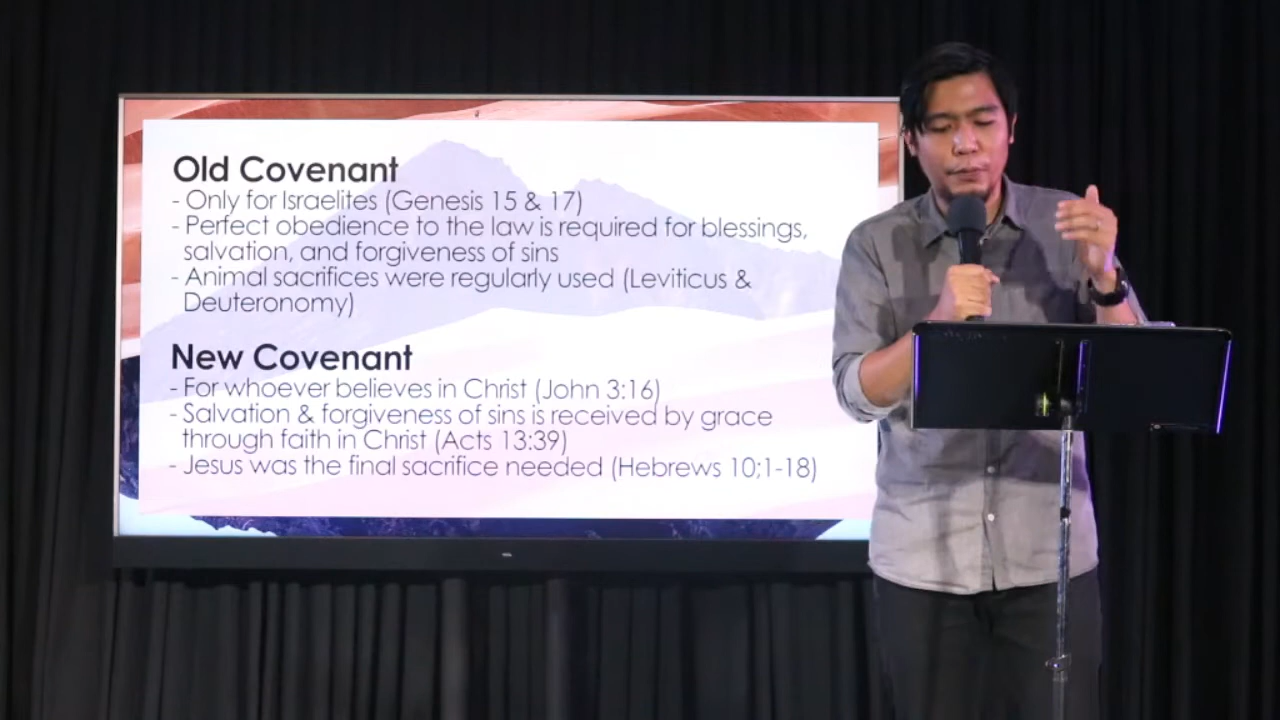 Old Covenant
- Only for Israelites (Genesis 15 & 17)
- Perfect obedience to the law is required for blessings,
salvation, and forgiveness of sins
- Animal sacrifices were regularly used (Leviticus &
Deuteronomy)
New Covenant
- For whoever believes in Christ (John 3:16)
- Salvation & forgiveness of sins is received by grace
through faith in Christ (Acts 13:39)
- Jesus was the final sacrifice needed (Hebrews 10;1-18)